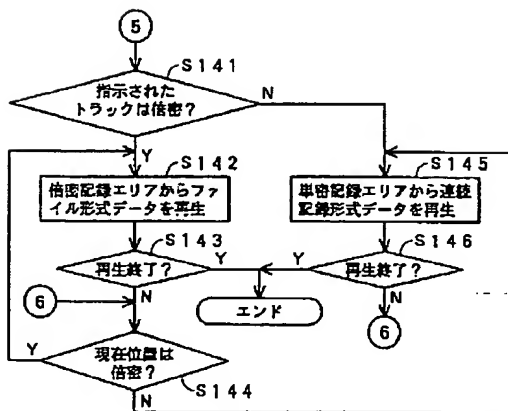 5
S141
指示された
トラックは倍密?
N
Y
S142
倍密記録エリアからファ
イル形式データを再生
S145
単密記録エリアから連続
記録形式データを再生
S143
再生終了?
Y
N
S146
再生終了?
Y
N
エンド
6
6
現在位置は
倍密?
Y
S144
N